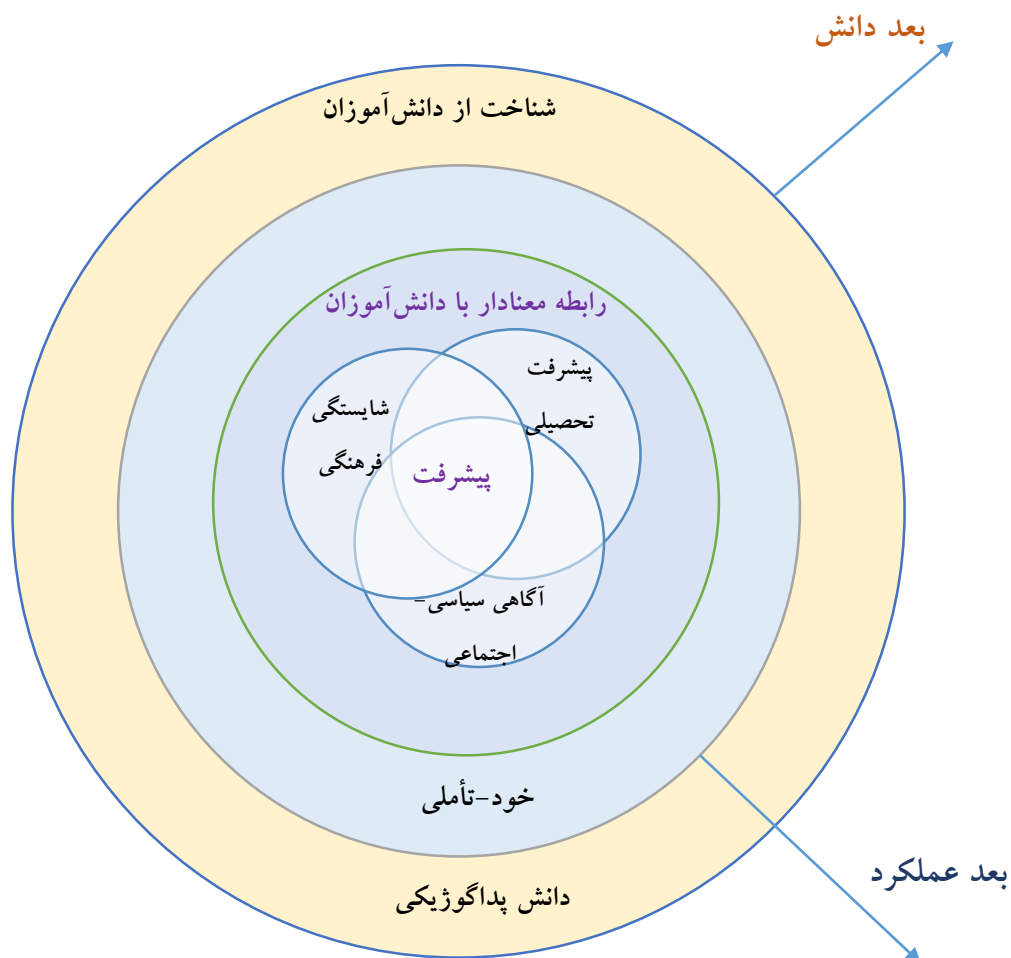 بعد دانش
شناخت از دانش‌آموزان
رابطه معنادار با دانش‌آموزان
پیشرفت
تحصیلی
شایستگی
فرهنگی
پیشرفت
آگاهی سیاسی-
اجتماعی
خود-تأملی
بعد عملکرد
دانش پداگوژیکی